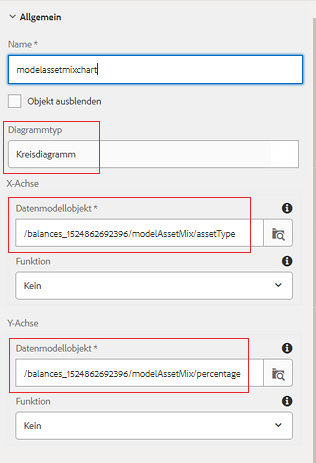 Allgemein
Name *
modelassetmixchart
Objekt ausblenden
Diagrammtyp
Kreisdiagramm
X-Achse
Datenmodellobjekt *
/balances_1524862692396/modelAssetMix/assetType
Funktion
Kein
Y-Achse
Datenmodellobjekt *
/balances_1524862692396/modelAssetMix/percentage
Funktion
Kein